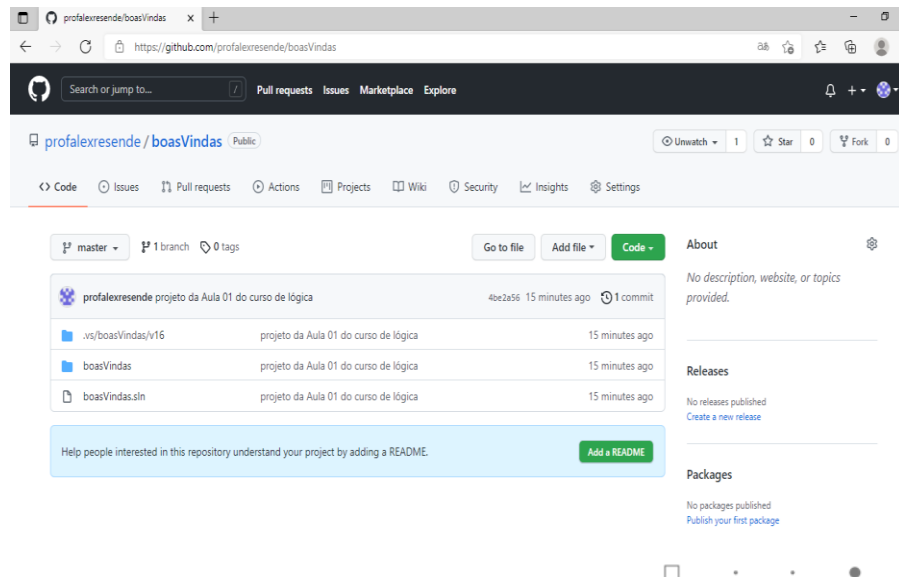 profalexresende/boasVindas
https://github.com/profalexresende/boasVindas
Search or jump to... / Pull requests Issues Marketplace Explore
profalexresende / boasVindas Public
Unwatch 1 Star 0 Fork 0
Code Issues Pull requests Actions Projects Wiki Security Insights Settings
master 1 branch 0 tags Go to file Add file Code
profalexresende projeto da Aula 01 do curso de lógica 4be2a56 15 minutes ago 1 commit
.vs/boasVindas/v16 projeto da Aula 01 do curso de lógica 15 minutes ago
boasVindas projeto da Aula 01 do curso de lógica 15 minutes ago
boasVindas.sln projeto da Aula 01 do curso de lógica 15 minutes ago
Help people interested in this repository understand your project by adding a README. Add a README
About
No description, website, or topics
provided.
Releases
No releases published
Create a new release
Packages
No packages published
Publish your first package